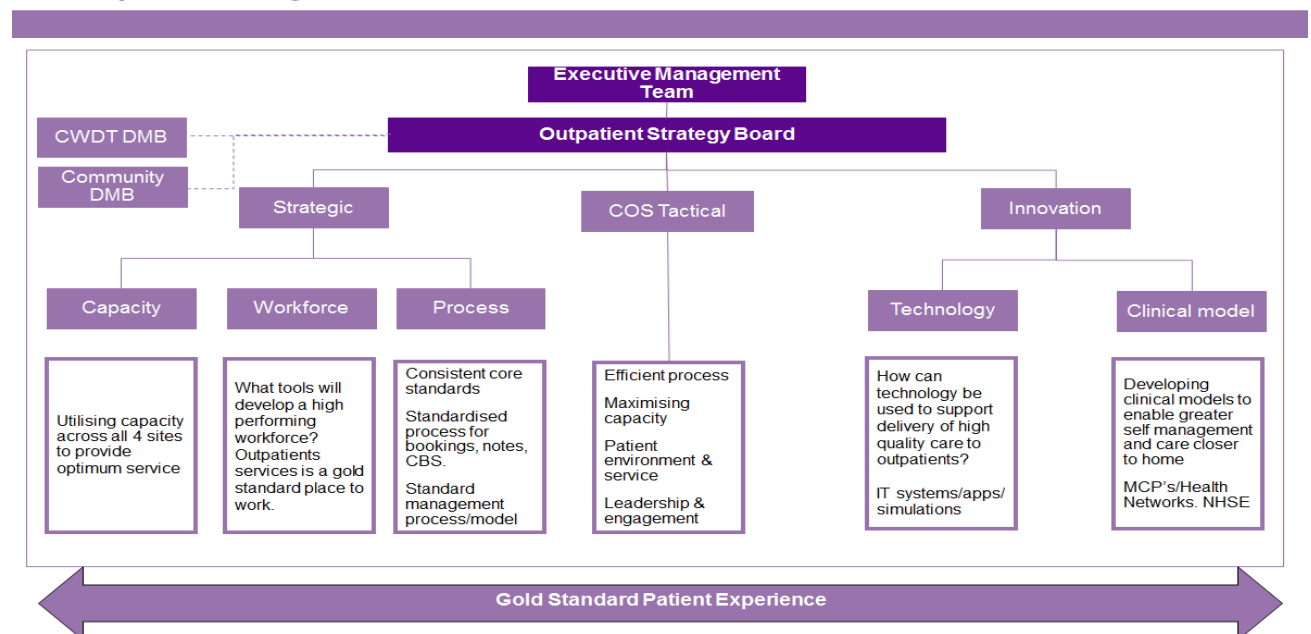 Executive Management
Team
Outpatient Strategy Board
CWDT DMB
Community
DMB
Strategic
COS Tactical
Innovation
Capacity
Workforce
Process
Technology
Clinical model
Utilising capacity
across all 4 sites
to provide
optimum service
What tools will
develop a high
performing
workforce?
Outpatients
services is a gold
standard place to
work.
Consistent core
standards
Standardised
process for
bookings, notes,
CBS.
Standard
management
process/model
Efficient process
Maximising
capacity
Patient
environment &
service
Leadership &
engagement
How can
technology be
used to support
delivery of high
quality care to
outpatients?
IT systems/apps/
simulations
Developing
clinical models to
enable greater
self management
and care closer
to home
MCP's/Health
Networks. NHSE
Gold Standard Patient Experience